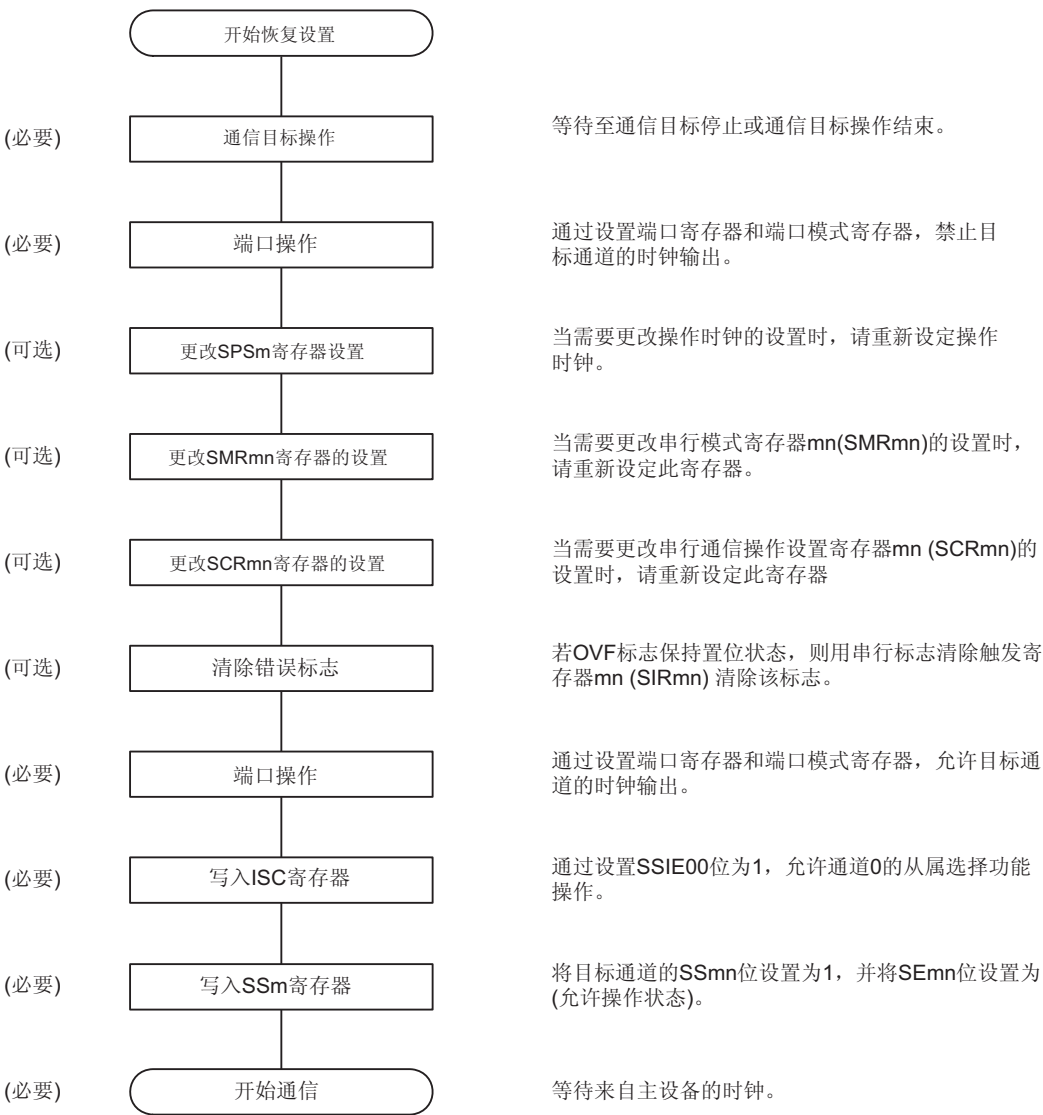 开始恢复设置
(必要)
通信目标操作
等待至通信目标停止或通信目标操作结束。
(必要)
端口操作
通过设置端口寄存器和端口模式寄存器，禁止目
标通道的时钟输出。
(可选)
更改SPSm寄存器设置
当需要更改操作时钟的设置时，请重新设定操作
时钟。
(可选)
更改SMRmn寄存器的设置
当需要更改串行模式寄存器mn(SMRmn)的设置时，
请重新设定此寄存器。
(可选)
更改SCRmn寄存器的设置
当需要更改串行通信操作设置寄存器mn (SCRmn)的
设置时，请重新设定此寄存器
(可选)
清除错误标志
若OVF标志保持置位状态，则用串行标志清除触发寄
存器mn (SIRmn) 清除该标志。
(必要)
端口操作
通过设置端口寄存器和端口模式寄存器，允许目标通
道的时钟输出。
(必要)
写入ISC寄存器
通过设置SSIE00位为1，允许通道0的从属选择功能
操作。
(必要)
写入SSm寄存器
将目标通道的SSmn位设置为1，并将SEmn位设置为
(允许操作状态)。
(必要)
开始通信
等待来自主设备的时钟。